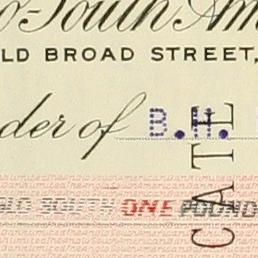 o-South Am
LD BROAD STREET,
der of B.H.
OLD SOUTH ONE POUND
CATE